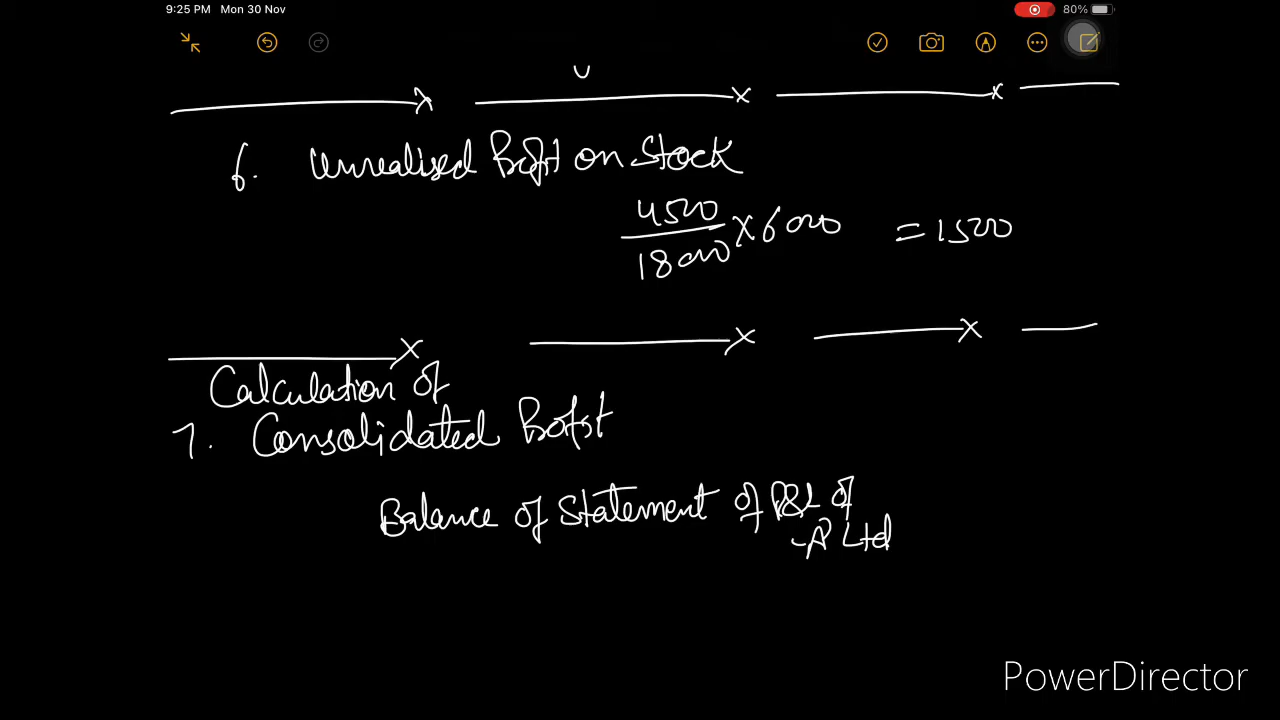 9:25 PM Mon 30 Nov
80%
6. Unrealised Profit on Stock
4500
18000 × 6000 = 1500
Calculation of
7. Consolidated Profit
Balance of Statement of P&L of
A Ltd
PowerDirector